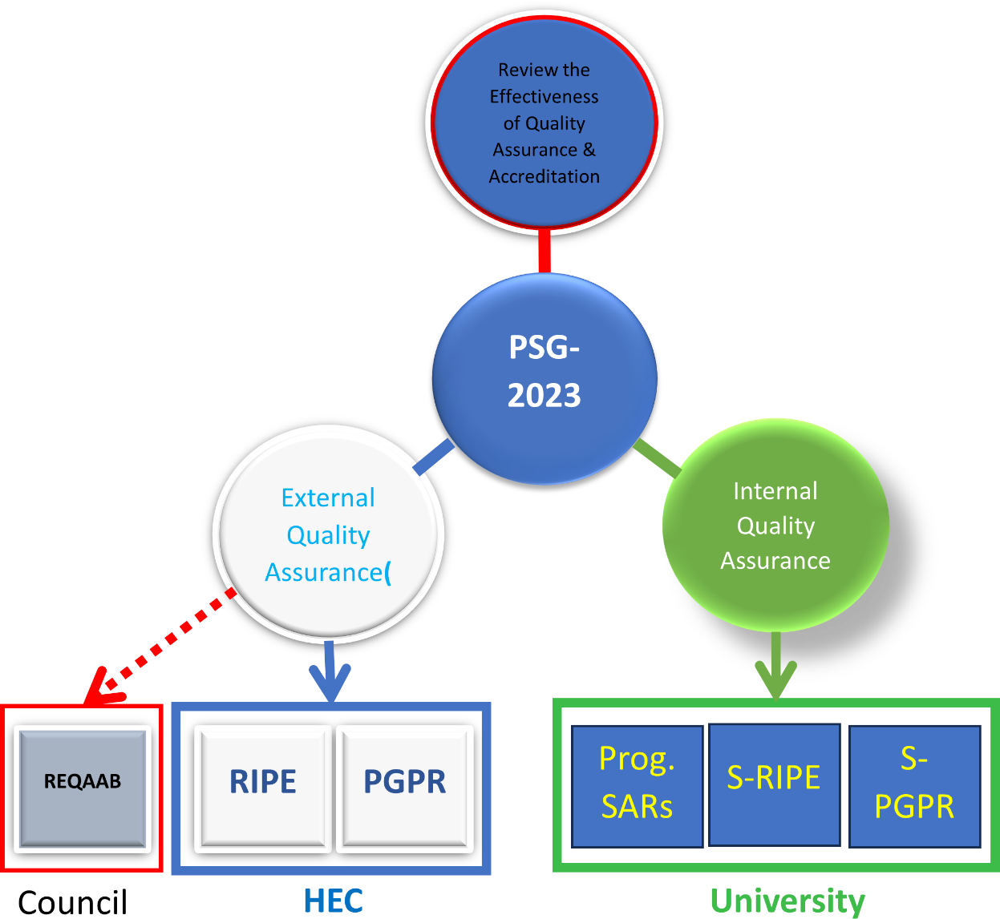 Review the
Effectiveness
of Quality
Assurance &
Accreditation
PSG-
2023
External
Quality
Assurance(
Internal
Quality
Assurance
REQAAB
RIPE
PGPR
Prog.
SARs
S-RIPE
S-
PGPR
Council
HEC
University